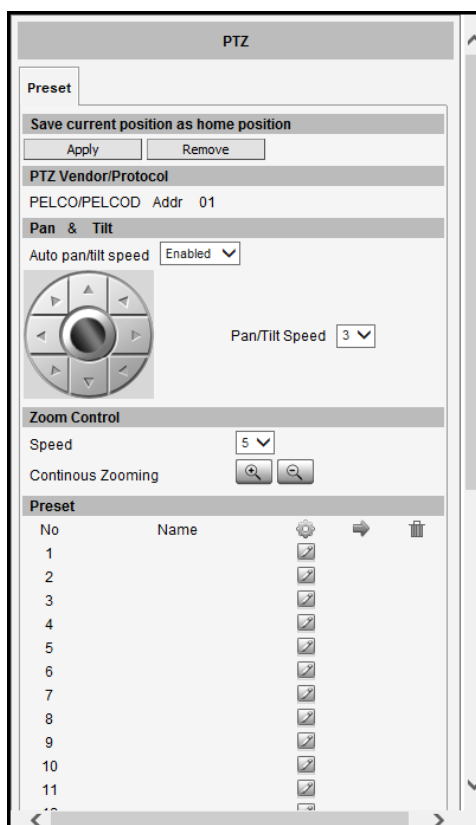 PTZ
Preset
Save current position as home position
Apply Remove
PTZ Vendor/Protocol
PELCO/PELCOD Addr 01
Pan & Tilt
Auto pan/tilt speed Enabled
Pan/Tilt Speed 3
Zoom Control
Speed 5
Continous Zooming
Preset
No Name
1
2
3
4
5
6
7
8
9
10
11